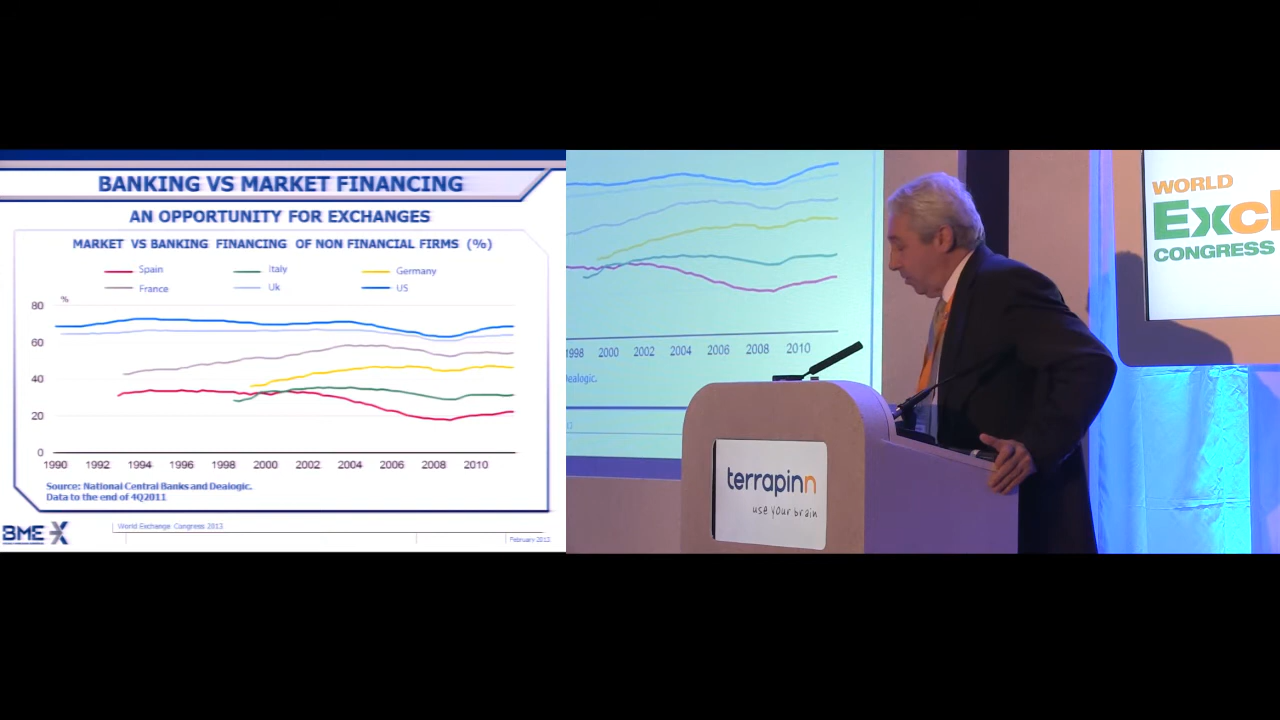 BANKING VS MARKET FINANCING
AN OPPORTUNITY FOR EXCHANGES
MARKET VS BANKING FINANCING OF NON FINANCIAL FIRMS (%)
Spain Italy Germany
France Uk US
%
80
60
40
20
0
1990 1992 1994 1996 1998 2000 2002 2004 2006 2008 2010
Source: National Central Banks and Dealogic.
Data to the end of 4Q2011
BME X
World Exchange Congress 2013
February 2013
1998 2000 2002 2004 2006 2008 2010
Dealogic.
terrapinn
use your brain
WORLD
Exc
CONGRESS